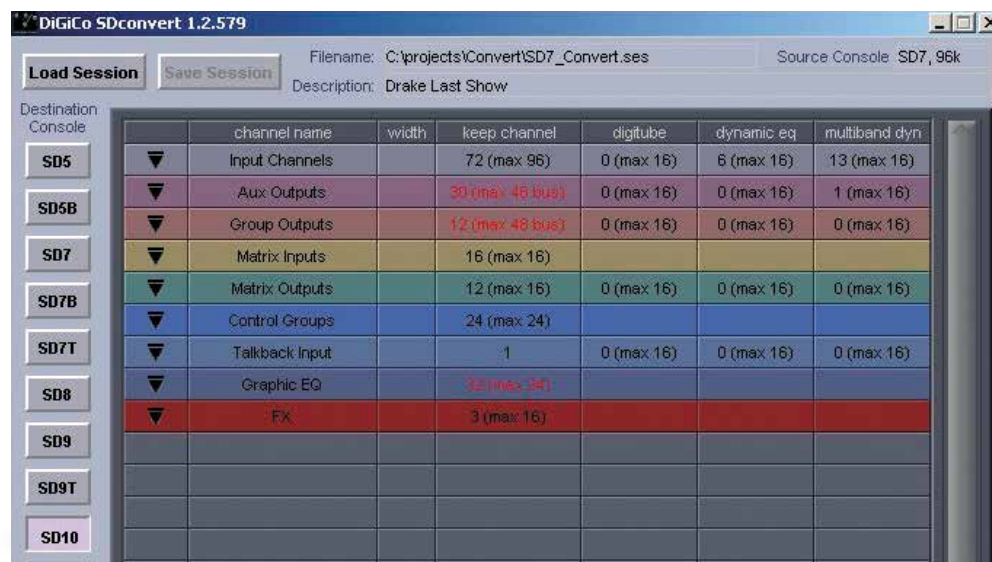 DiGiCo SDconvert 1.2.579
Load Session
Save Session
Filename: C:\projects\Convert\SD7_Convert.ses
Source Console SD7, 96k
Description: Drake Last Show
Destination
Console
channel name width keep channel digitube dynamic eq multiband dyn
SD5
Input Channels 72 (max 96) 0 (max 16) 6 (max 16) 13 (max 16)
Aux Outputs 30 (max 48 bus) 0 (max 16) 0 (max 16) 1 (max 16)
SD5B
Group Outputs 12 (max 48 bus) 0 (max 16) 0 (max 16) 0 (max 16)
SD7
Matrix Inputs 16 (max 16)
SD7B
Matrix Outputs 12 (max 16) 0 (max 16) 0 (max 16) 0 (max 16)
Control Groups 24 (max 24)
SD7T
Talkback Input 1 0 (max 16) 0 (max 16) 0 (max 16)
SD8
Graphic EQ 32 (max 24)
FX 3 (max 16)
SD9
SD9T
SD10